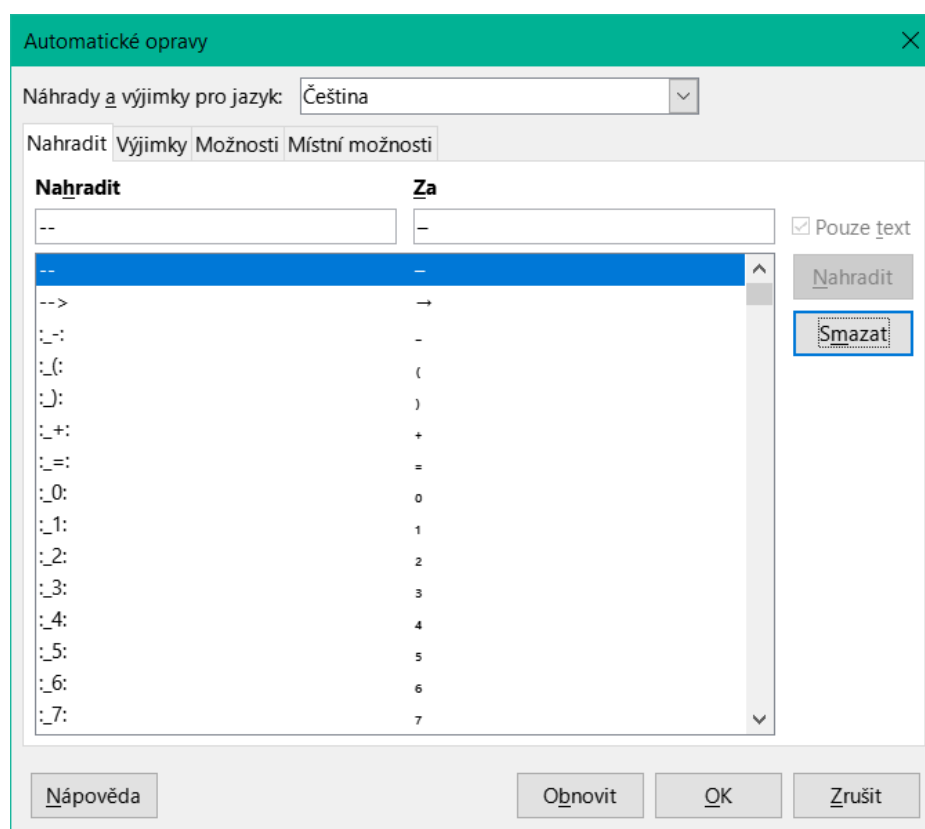 Automatické opravy
Náhrady a výjimky pro jazyk: Čeština
Nahradit Výjimky Možnosti Místní možnosti
Nahradit Za
-- – Pouze text
-- –
Nahradit
--> →
Smazat
:_-: ₋
:_(: ₍
:_): ₎
:_+: ₊
:_=: ₌
:_0: ₀
:_1: ₁
:_2: ₂
:_3: ₃
:_4: ₄
:_5: ₅
:_6: ₆
:_7: ₇
Nápověda Obnovit OK Zrušit